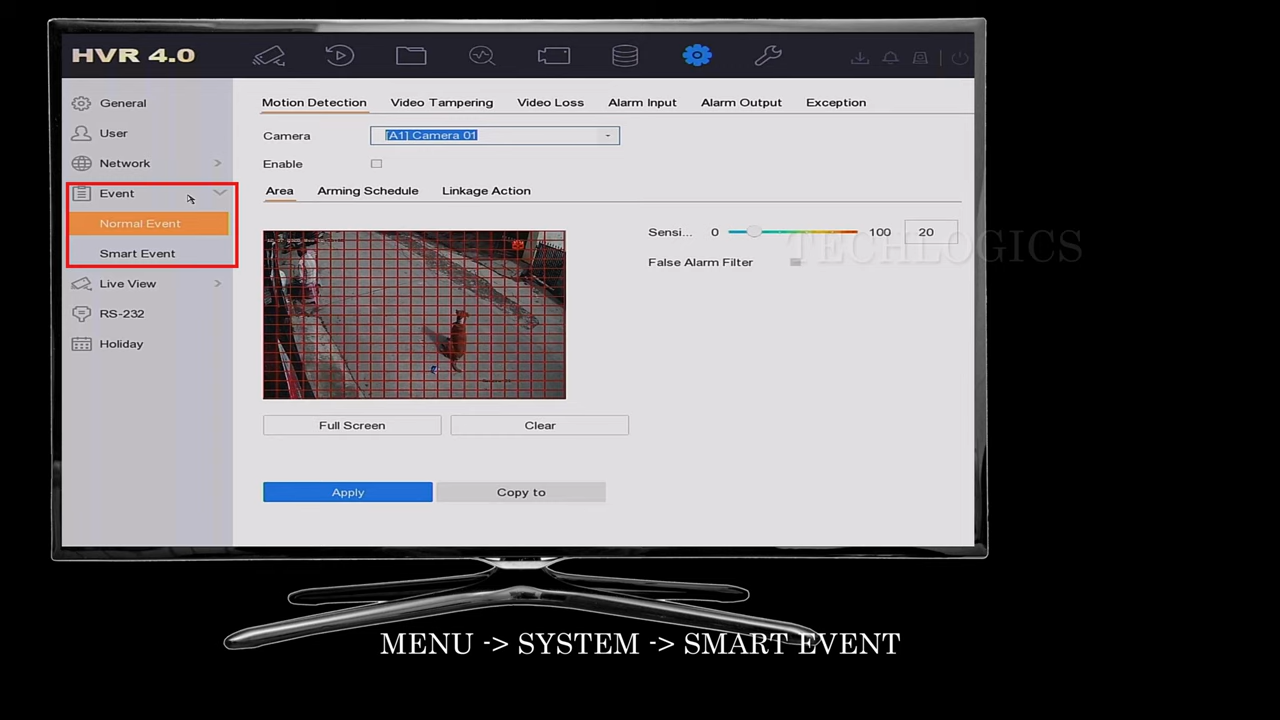 HVR 4.0
General
User
Network
Event
Normal Event
Smart Event
Live View
RS-232
Holiday
Motion Detection Video Tampering Video Loss Alarm Input Alarm Output Exception
Camera [A1] Camera 01
Enable
Area Arming Schedule Linkage Action
Sensi... 0 100 20
False Alarm Filter
TECHLOGICS
Full Screen Clear
Apply Copy to
MENU -> SYSTEM -> SMART EVENT